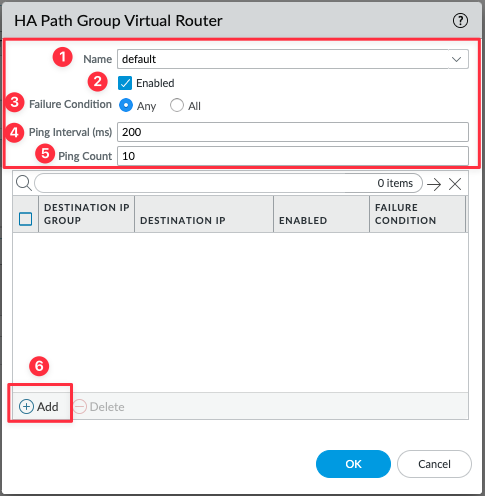 HA Path Group Virtual Router ?
1 Name default
2 Enabled
3 Failure Condition Any All
4 Ping Interval (ms) 200
5 Ping Count 10
0 items
DESTINATION IP GROUP
DESTINATION IP
ENABLED
FAILURE CONDITION
6
Add Delete
OK Cancel